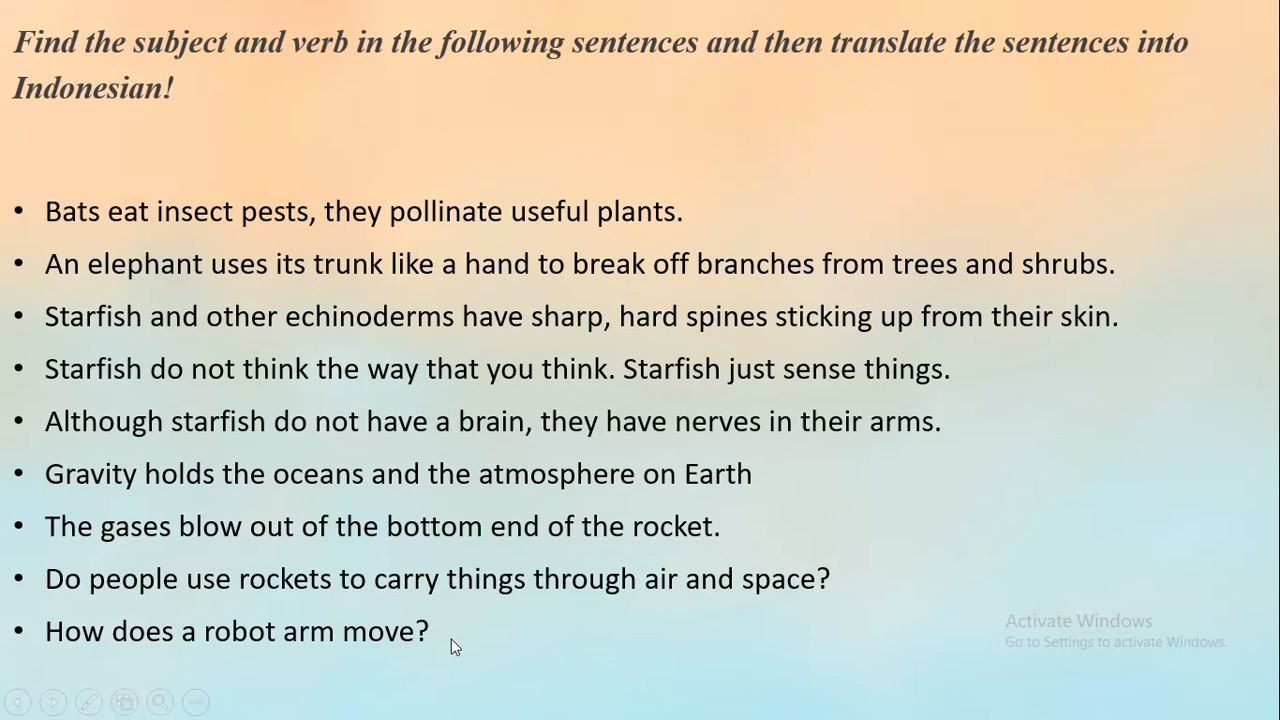 Find the subject and verb in the following sentences and then translate the sentences into
Indonesian!
• Bats eat insect pests, they pollinate useful plants.
• An elephant uses its trunk like a hand to break off branches from trees and shrubs.
• Starfish and other echinoderms have sharp, hard spines sticking up from their skin.
• Starfish do not think the way that you think. Starfish just sense things.
• Although starfish do not have a brain, they have nerves in their arms.
• Gravity holds the oceans and the atmosphere on Earth
• The gases blow out of the bottom end of the rocket.
• Do people use rockets to carry things through air and space?
• How does a robot arm move?
Activate Windows
Go to Settings to activate Windows.